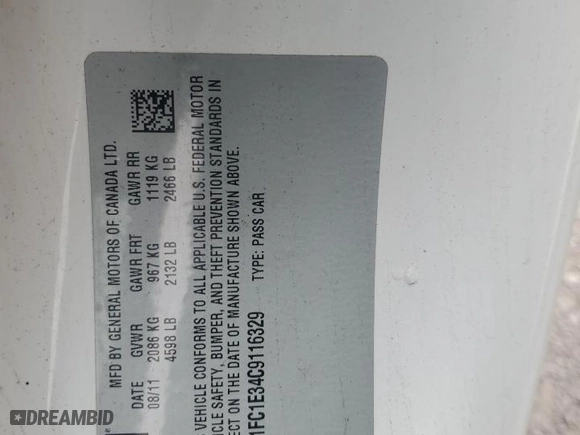 MFD BY GENERAL MOTORS OF CANADA LTD.
DATE GVWR GAWR FRT GAWR RR
08/11 2086 KG 967 KG 1119 KG
4598 LB 2132 LB 2466 LB
VEHICLE CONFORMS TO ALL APPLICABLE U.S. FEDERAL MOTOR
CLE SAFETY, BUMPER, AND THEFT PREVENTION STANDARDS IN
ECT ON THE DATE OF MANUFACTURE SHOWN ABOVE.
1FC1E34C9116329 TYPE: PASS CAR
DREAMBID